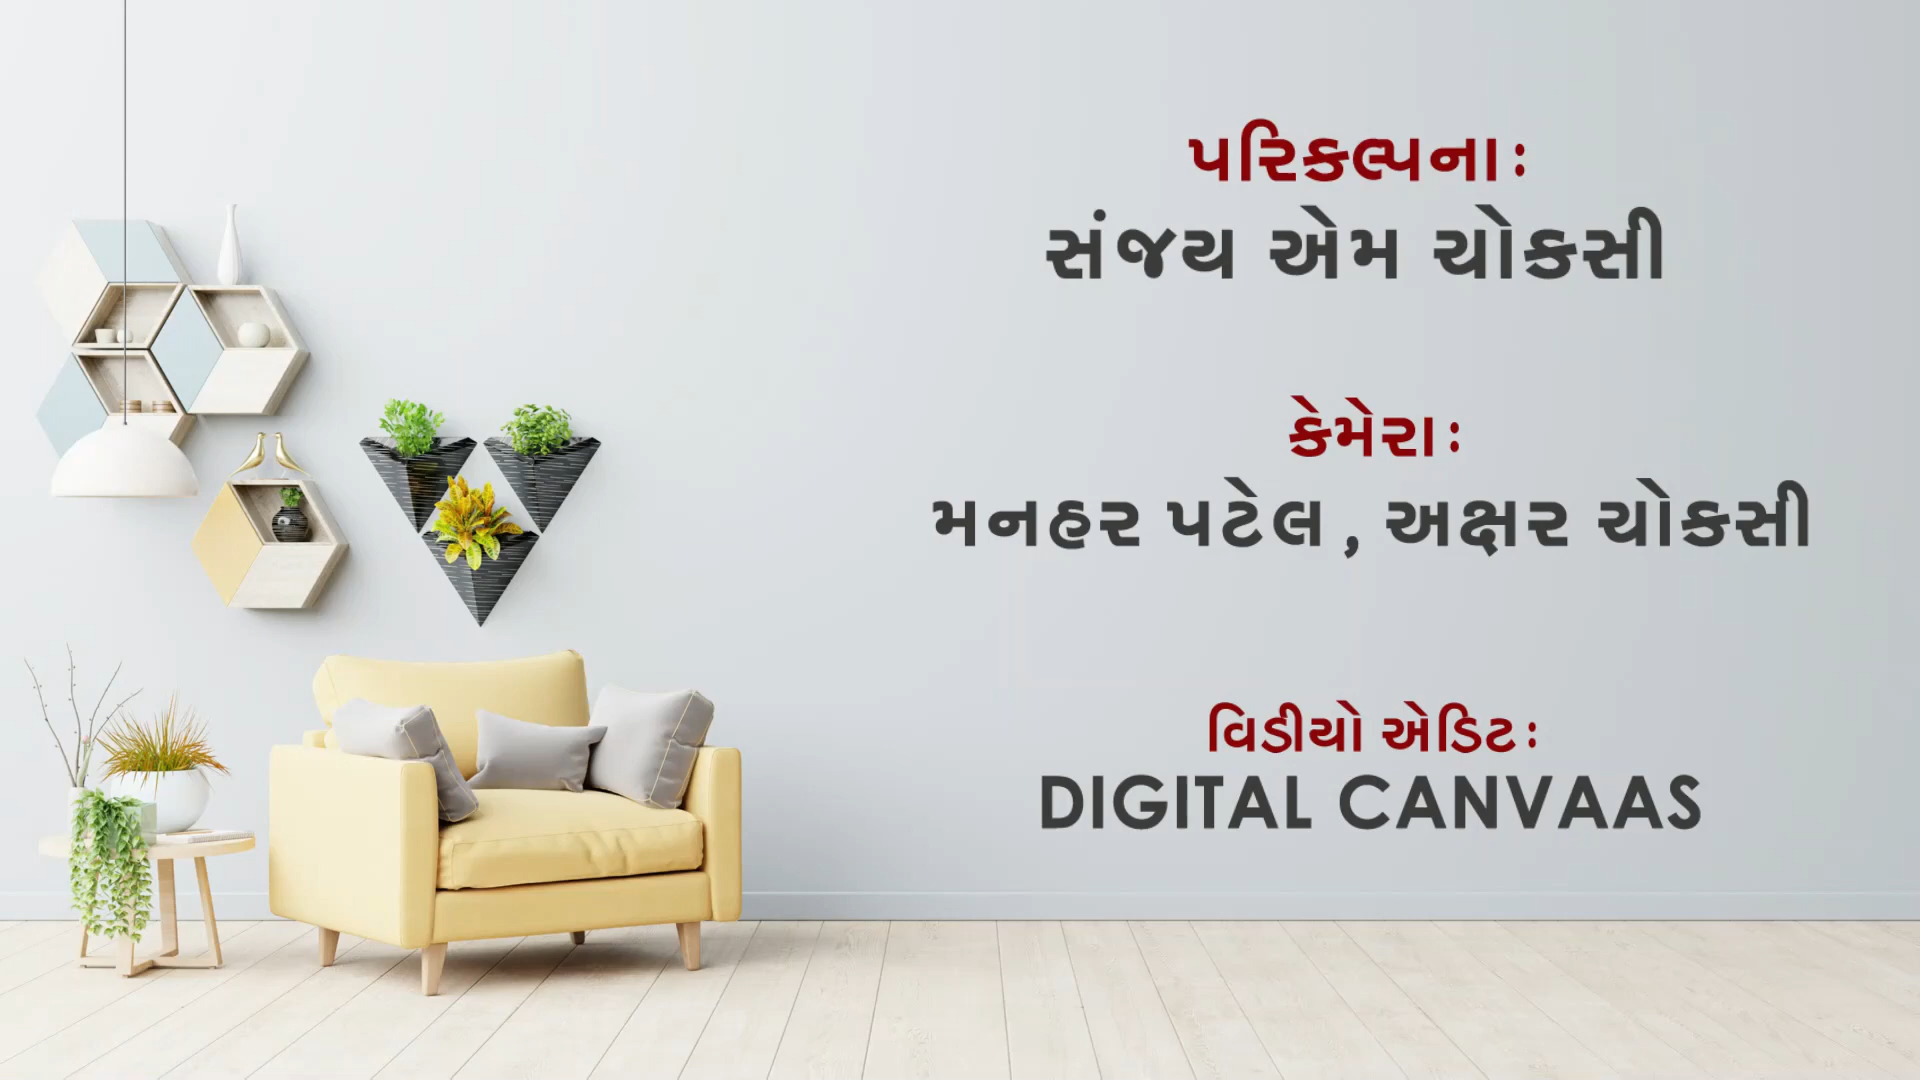 પરિકલ્પનાઃ
સંજય એમ ચોકસી
કેમેરાઃ
મનહર પટેલ, અક્ષર ચોકસી
વિડીયો એડિટઃ
DIGITAL CANVAAS